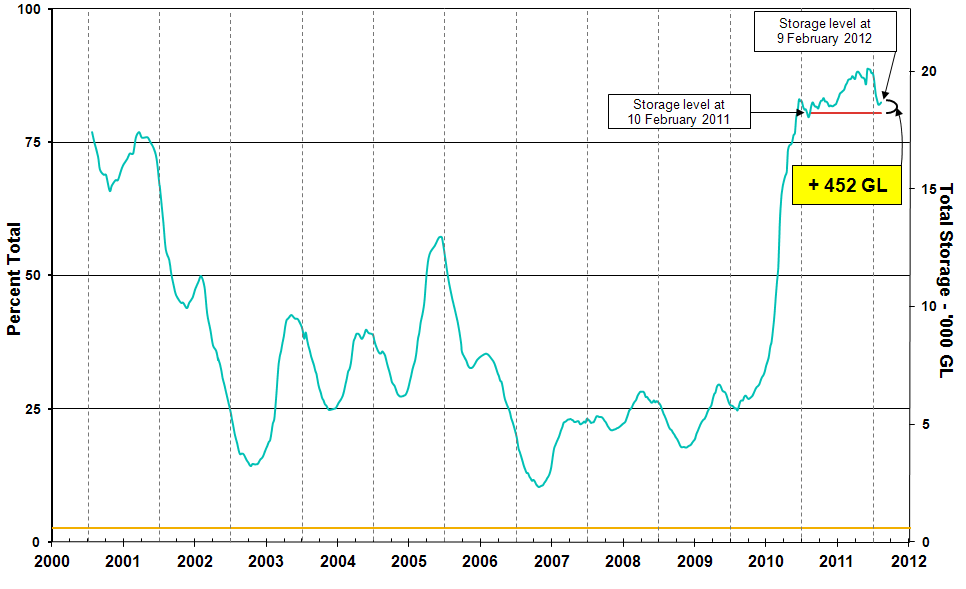 100
75
50
25
0
Percent Total
Storage level at
9 February 2012
Storage level at
10 February 2011
+ 452 GL
20
15
10
5
0
Total Storage - '000 GL
2000 2001 2002 2003 2004 2005 2006 2007 2008 2009 2010 2011 2012